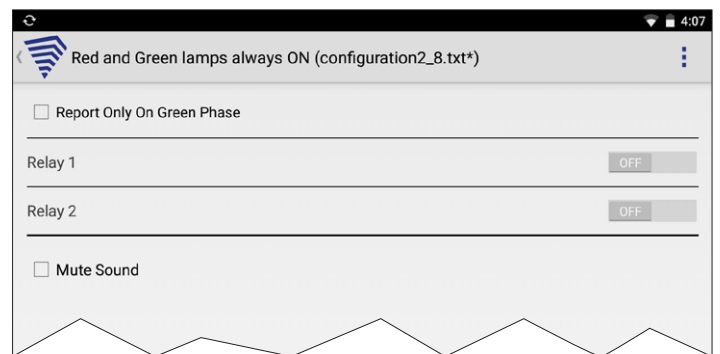 4:07
Red and Green lamps always ON (configuration2_8.txt*)
Report Only On Green Phase
Relay 1 OFF
Relay 2 OFF
Mute Sound